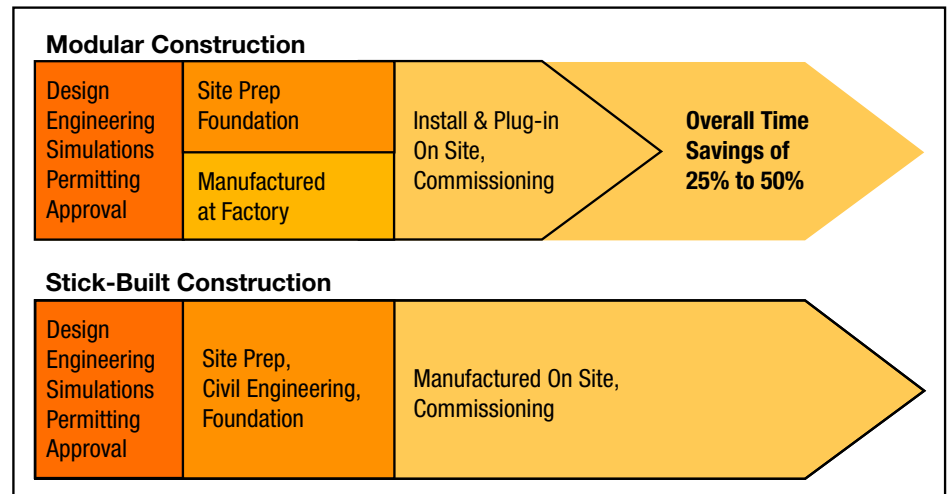 Modular Construction
Design
Engineering
Simulations
Permitting
Approval
Site Prep
Foundation
Manufactured
at Factory
Install & Plug-in
On Site,
Commissioning
Overall Time
Savings of
25% to 50%
Stick-Built Construction
Design
Engineering
Simulations
Permitting
Approval
Site Prep,
Civil Engineering,
Foundation
Manufactured On Site,
Commissioning